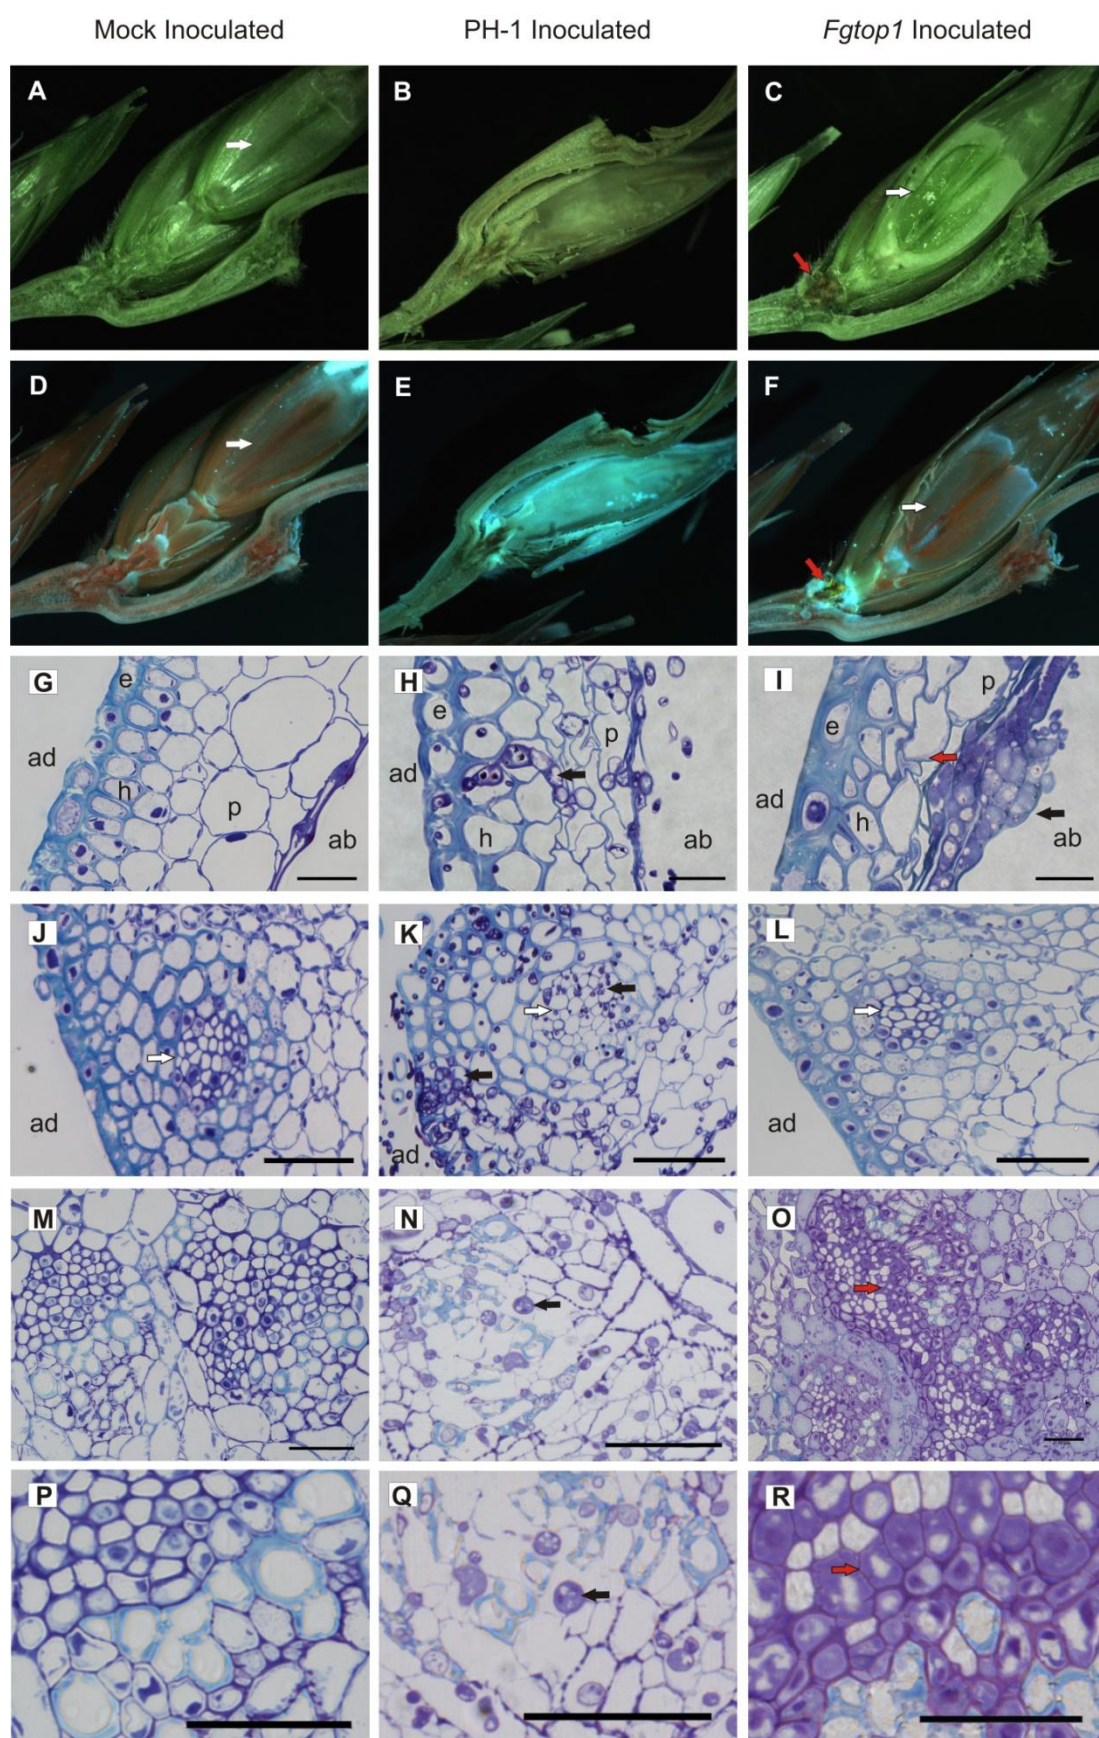 Mock Inoculated PH-1 Inoculated Fgtop1 Inoculated
A B C
D E F
G e ad h p ab
H e ad p h ab
I p e ad h ab
J ad
K ad
L ad
M N O
P Q R